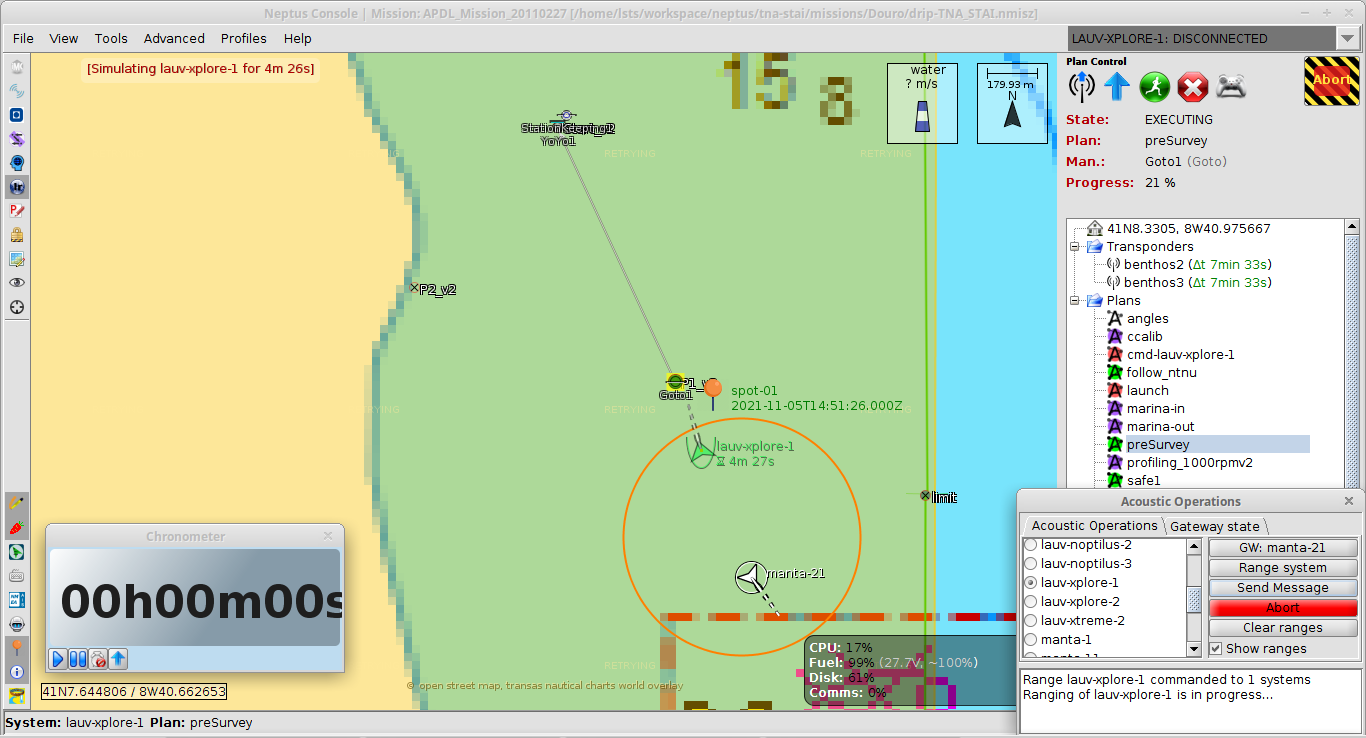 Neptus Console | Mission: APDL_Mission_20110227 [/home/lsts/workspace/neptus/tna-stai/missions/Douro/drip-TNA_STAI.nmisz]
File View Tools Advanced Profiles Help
LAUV-XPLORE-1: DISCONNECTED
[Simulating lauv-xplore-1 for 4m 26s]
15
8
water
? m/s
179.93 m
N
YoYo1
RETRYING
RETRYING
P2_v2
Goto1
spot-01
2021-11-05T14:51:26.000Z
RETRYING
lauv-xplore-1
4m 27s
limit
manta-21
RETRYING
© open street map, transas nautical charts world overlay
CPU: 17%
Fuel: 99% (27.7V, ~100%)
Disk: 61%
Comms: 0%
Chronometer
00h00m00s
41N7.644806 / 8W40.662653
System: lauv-xplore-1 Plan: preSurvey
Plan Control
Abort
State: EXECUTING
Plan: preSurvey
Man.: Goto1 (Goto)
Progress: 21 %
41N8.3305, 8W40.975667
Transponders
benthos2 (Δt 7min 33s)
benthos3 (Δt 7min 33s)
Plans
angles
ccalib
cmd-lauv-xplore-1
follow_ntnu
launch
marina-in
marina-out
preSurvey
profiling_1000rpmv2
safe1
Acoustic Operations
Acoustic Operations Gateway state
lauv-noptilus-2
lauv-noptilus-3
lauv-xplore-1
lauv-xplore-2
lauv-xtreme-2
manta-1
GW: manta-21
Range system
Send Message
Abort
Clear ranges
Show ranges
Range lauv-xplore-1 commanded to 1 systems
Ranging of lauv-xplore-1 is in progress...